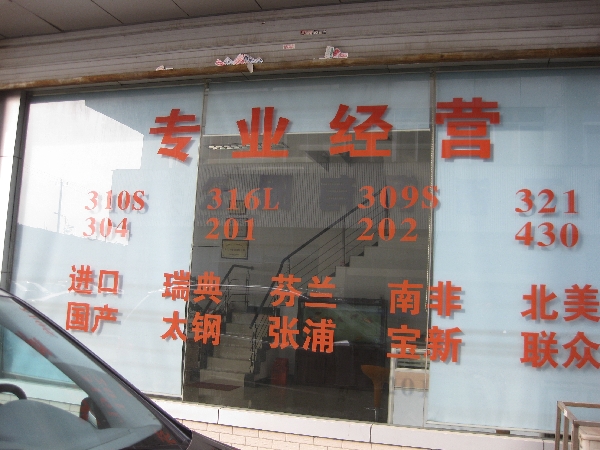 专业经营
310S 316L 309S 321
304 201 202 430
进口 瑞典 芬兰 南非 北美
国产 太钢 张浦 宝新 联众